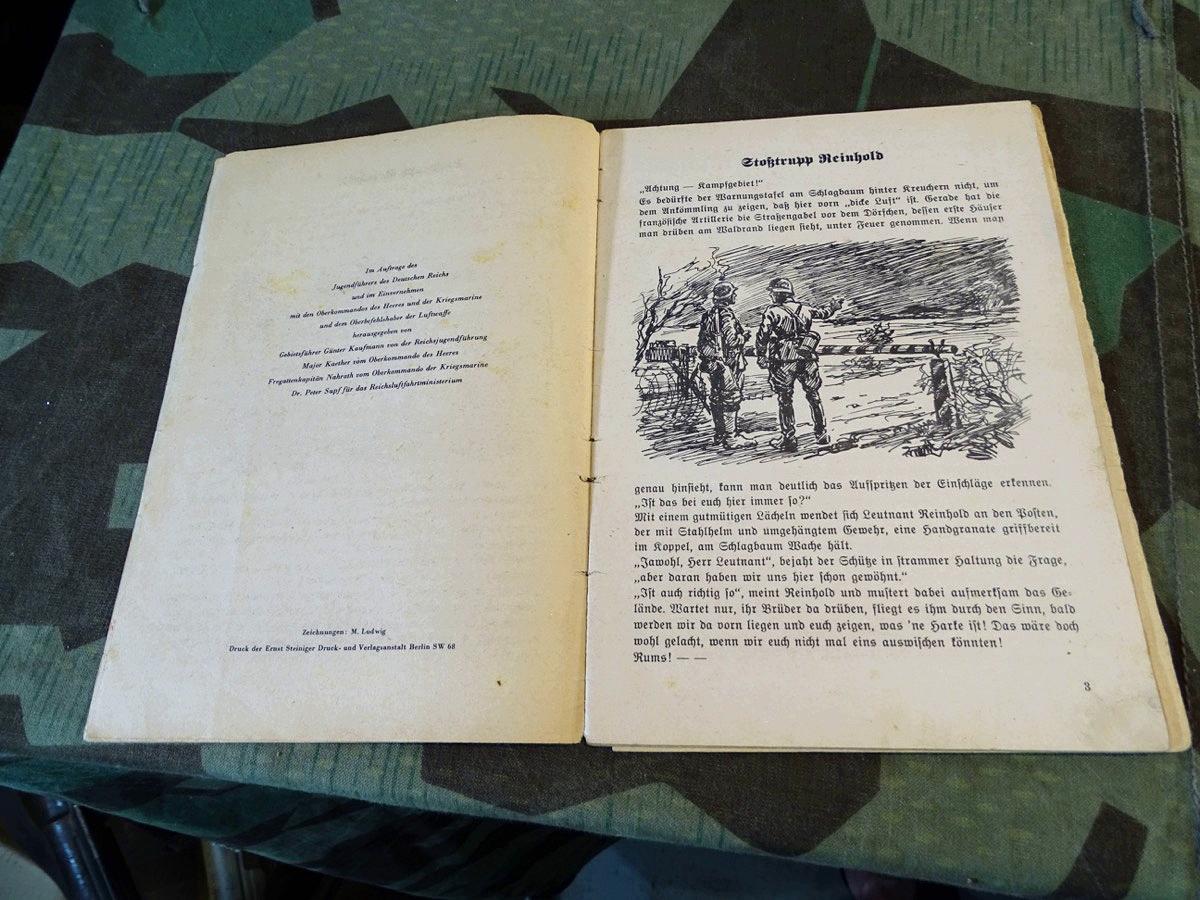 Im Auftrage des
Jugendführers des Deutschen Reichs
und im Einvernehmen
mit den Oberkommandos des Heeres und der Kriegsmarine
und dem Oberbefehlshaber der Luftwaffe
herausgegeben von
Gebietsführer Günter Kaufmann von der Reichsjugendführung
Major Kaether vom Oberkommando des Heeres
Fregattenkapitän Nahrath vom Oberkommando der Kriegsmarine
Dr. Peter Supf für das Reichsluftfahrtministerium
Zeichnungen: M. Ludwig
Druck der Ernst Steiniger Druck- und Verlagsanstalt Berlin SW 68
Stoßtrupp Reinhold
„Achtung — Kampfgebiet!“
Es bedürfte der Warnungstafel am Schlagbaum hinter Kreuchern nicht, um
dem Ankömmling zu zeigen, daß hier vorn „dicke Luft“ ist. Gerade hat die
französische Artillerie die Straßengabel vor dem Dörfchen, dessen erste Häuser
man drüben am Waldrand liegen sieht, unter Feuer genommen. Wenn man
genau hinsieht, kann man deutlich das Aufspritzen der Einschläge erkennen.
„Ist das bei euch hier immer so?“
Mit einem gutmütigen Lächeln wendet sich Leutnant Reinhold an den Posten,
der mit Stahlhelm und umgehängtem Gewehr, eine Handgranate griffbereit
im Koppel, am Schlagbaum Wache hält.
„Jawohl, Herr Leutnant“, bejaht der Schütze in strammer Haltung die Frage,
„aber daran haben wir uns hier schon gewöhnt.“
„Ist auch richtig so“, meint Reinhold und mustert dabei aufmerksam das Ge-
lände. Wartet nur, ihr Brüder da drüben, fliegt es ihm durch den Sinn, bald
werden wir da vorn liegen und euch zeigen, was 'ne Harke ist! Das wäre doch
wohl gelacht, wenn wir euch nicht mal eins auswischen könnten!
Rums! — —
3